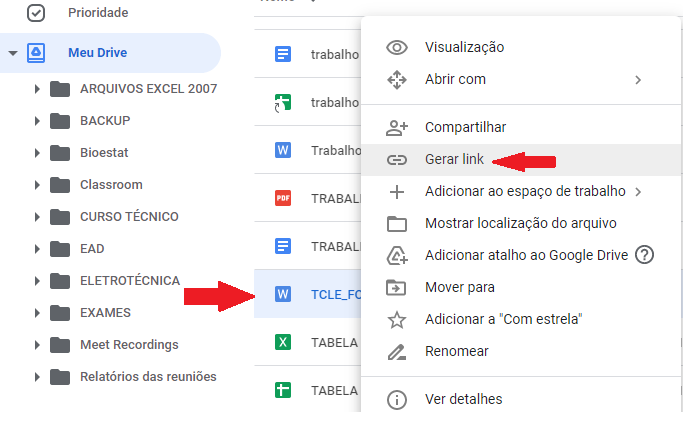 Prioridade
Meu Drive
ARQUIVOS EXCEL 2007
BACKUP
Bioestat
Classroom
CURSO TÉCNICO
EAD
ELETROTÉCNICA
EXAMES
Meet Recordings
Relatórios das reuniões
trabalho
trabalho
W Trabalho
PDF TRABAL
TRABAL
W TCLE_FO
X TABELA
TABELA
Visualização
Abrir com
Compartilhar
Gerar link
Adicionar ao espaço de trabalho
Mostrar localização do arquivo
Adicionar atalho ao Google Drive ?
Mover para
Adicionar a "Com estrela"
Renomear
Ver detalhes